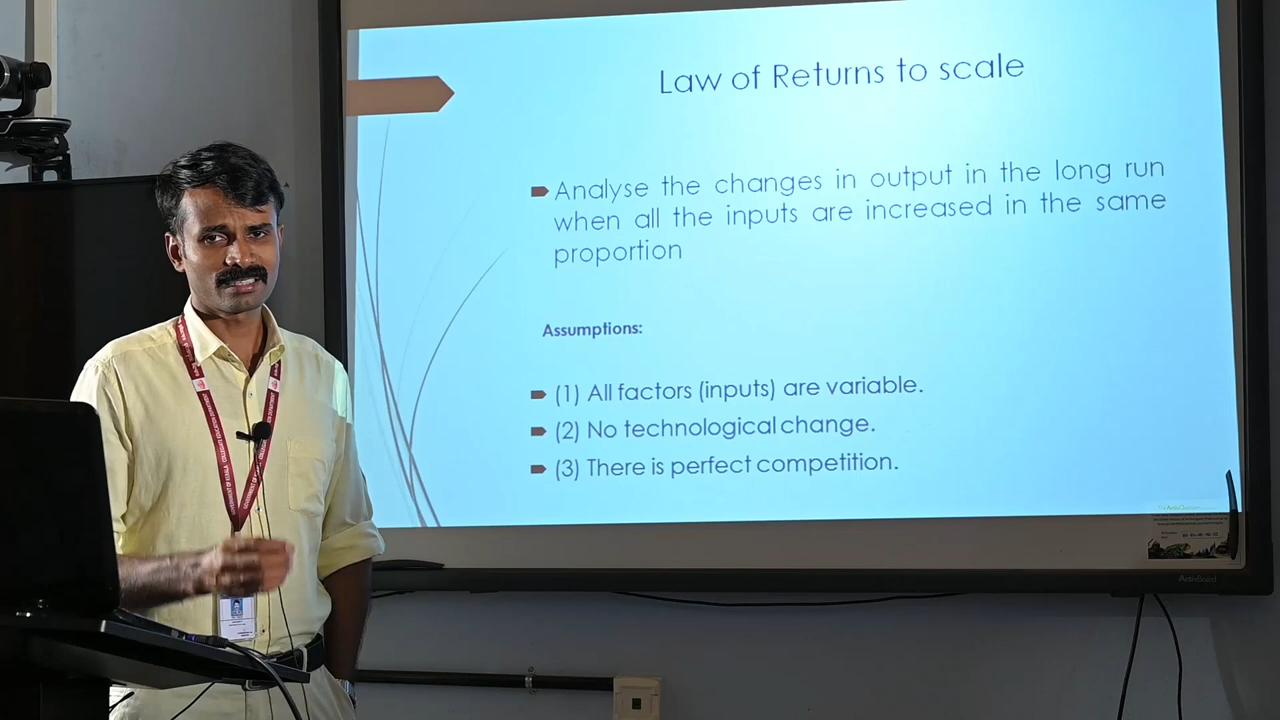 Law of Returns to scale
Analyse the changes in output in the long run
when all the inputs are increased in the same
proportion
Assumptions:
(1) All factors (inputs) are variable.
(2) No technological change.
(3) There is perfect competition.
ActivBoard